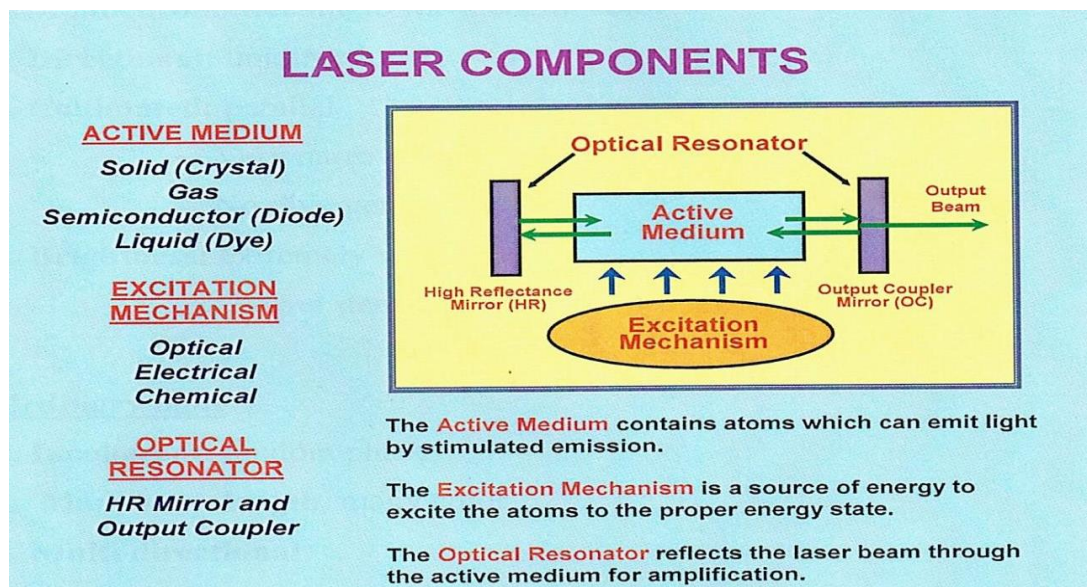 LASER COMPONENTS
ACTIVE MEDIUM
Solid (Crystal)
Gas
Semiconductor (Diode)
Liquid (Dye)
EXCITATION
MECHANISM
Optical
Electrical
Chemical
OPTICAL
RESONATOR
HR Mirror and
Output Coupler
Optical Resonator
Active
Medium
Output
Beam
High Reflectance
Mirror (HR)
Output Coupler
Mirror (OC)
Excitation
Mechanism
The Active Medium contains atoms which can emit light
by stimulated emission.
The Excitation Mechanism is a source of energy to
excite the atoms to the proper energy state.
The Optical Resonator reflects the laser beam through
the active medium for amplification.